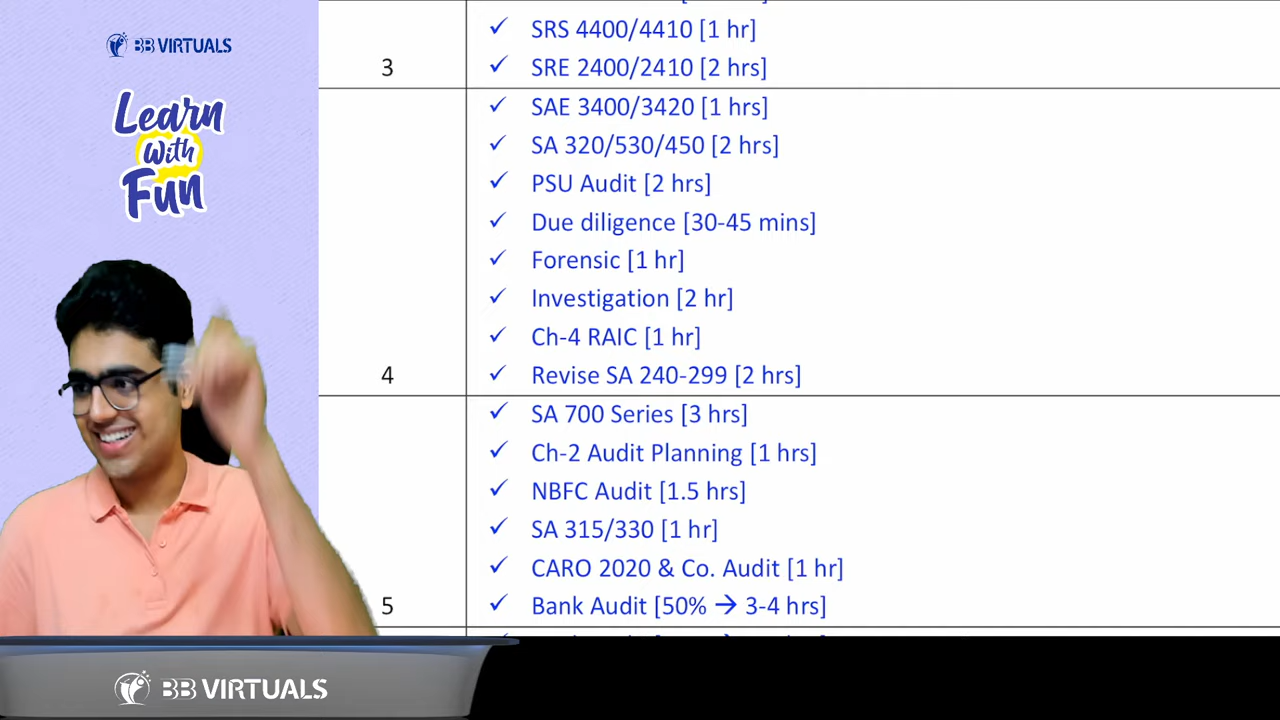 BB VIRTUALS
Learn
With
Fun
✓ SRS 4400/4410 [1 hr]
3 ✓ SRE 2400/2410 [2 hrs]
✓ SAE 3400/3420 [1 hrs]
✓ SA 320/530/450 [2 hrs]
✓ PSU Audit [2 hrs]
✓ Due diligence [30-45 mins]
✓ Forensic [1 hr]
✓ Investigation [2 hr]
✓ Ch-4 RAIC [1 hr]
4 ✓ Revise SA 240-299 [2 hrs]
✓ SA 700 Series [3 hrs]
✓ Ch-2 Audit Planning [1 hrs]
✓ NBFC Audit [1.5 hrs]
✓ SA 315/330 [1 hr]
✓ CARO 2020 & Co. Audit [1 hr]
5 ✓ Bank Audit [50% → 3-4 hrs]
BB VIRTUALS